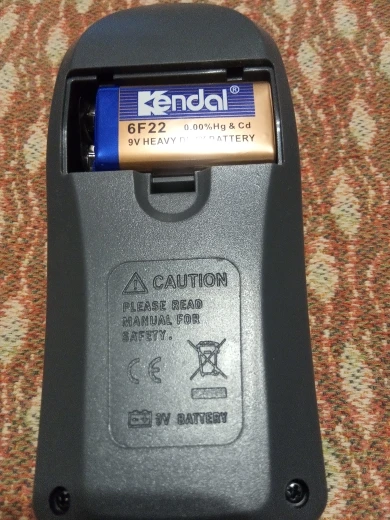 Kendal®
6F22 0.00%Hg & Cd
9V HEAVY BATTERY
CAUTION
PLEASE READ
MANUAL FOR
SAFETY.
CE
9V BATTERY